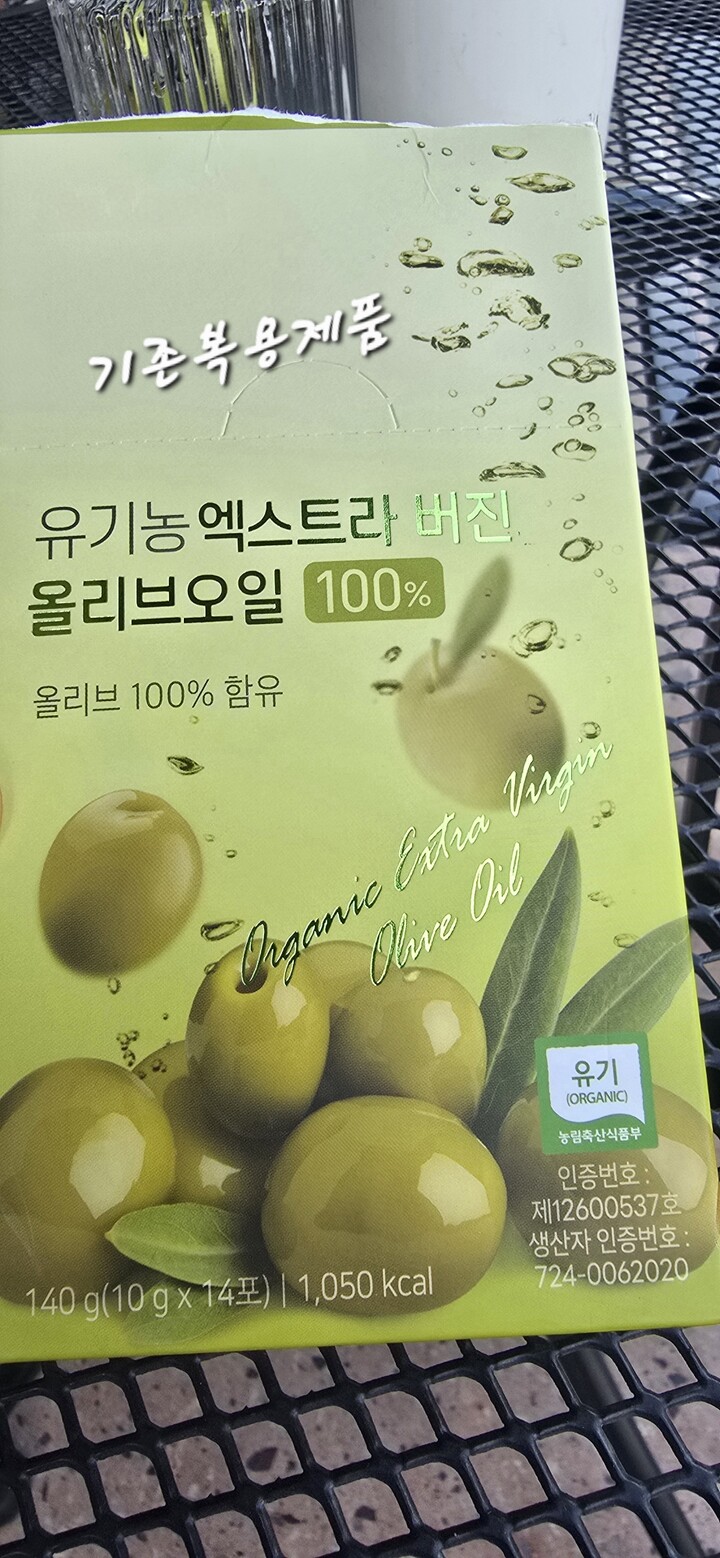 기존복용제품
유기농 엑스트라 버진
올리브오일 100%
올리브 100% 함유
Organic Extra Virgin
Olive Oil
유기
(ORGANIC)
농림축산식품부
인증번호 :
제12600537호
생산자 인증번호 :
724-0062020
140 g(10 g x 14포) | 1,050 kcal